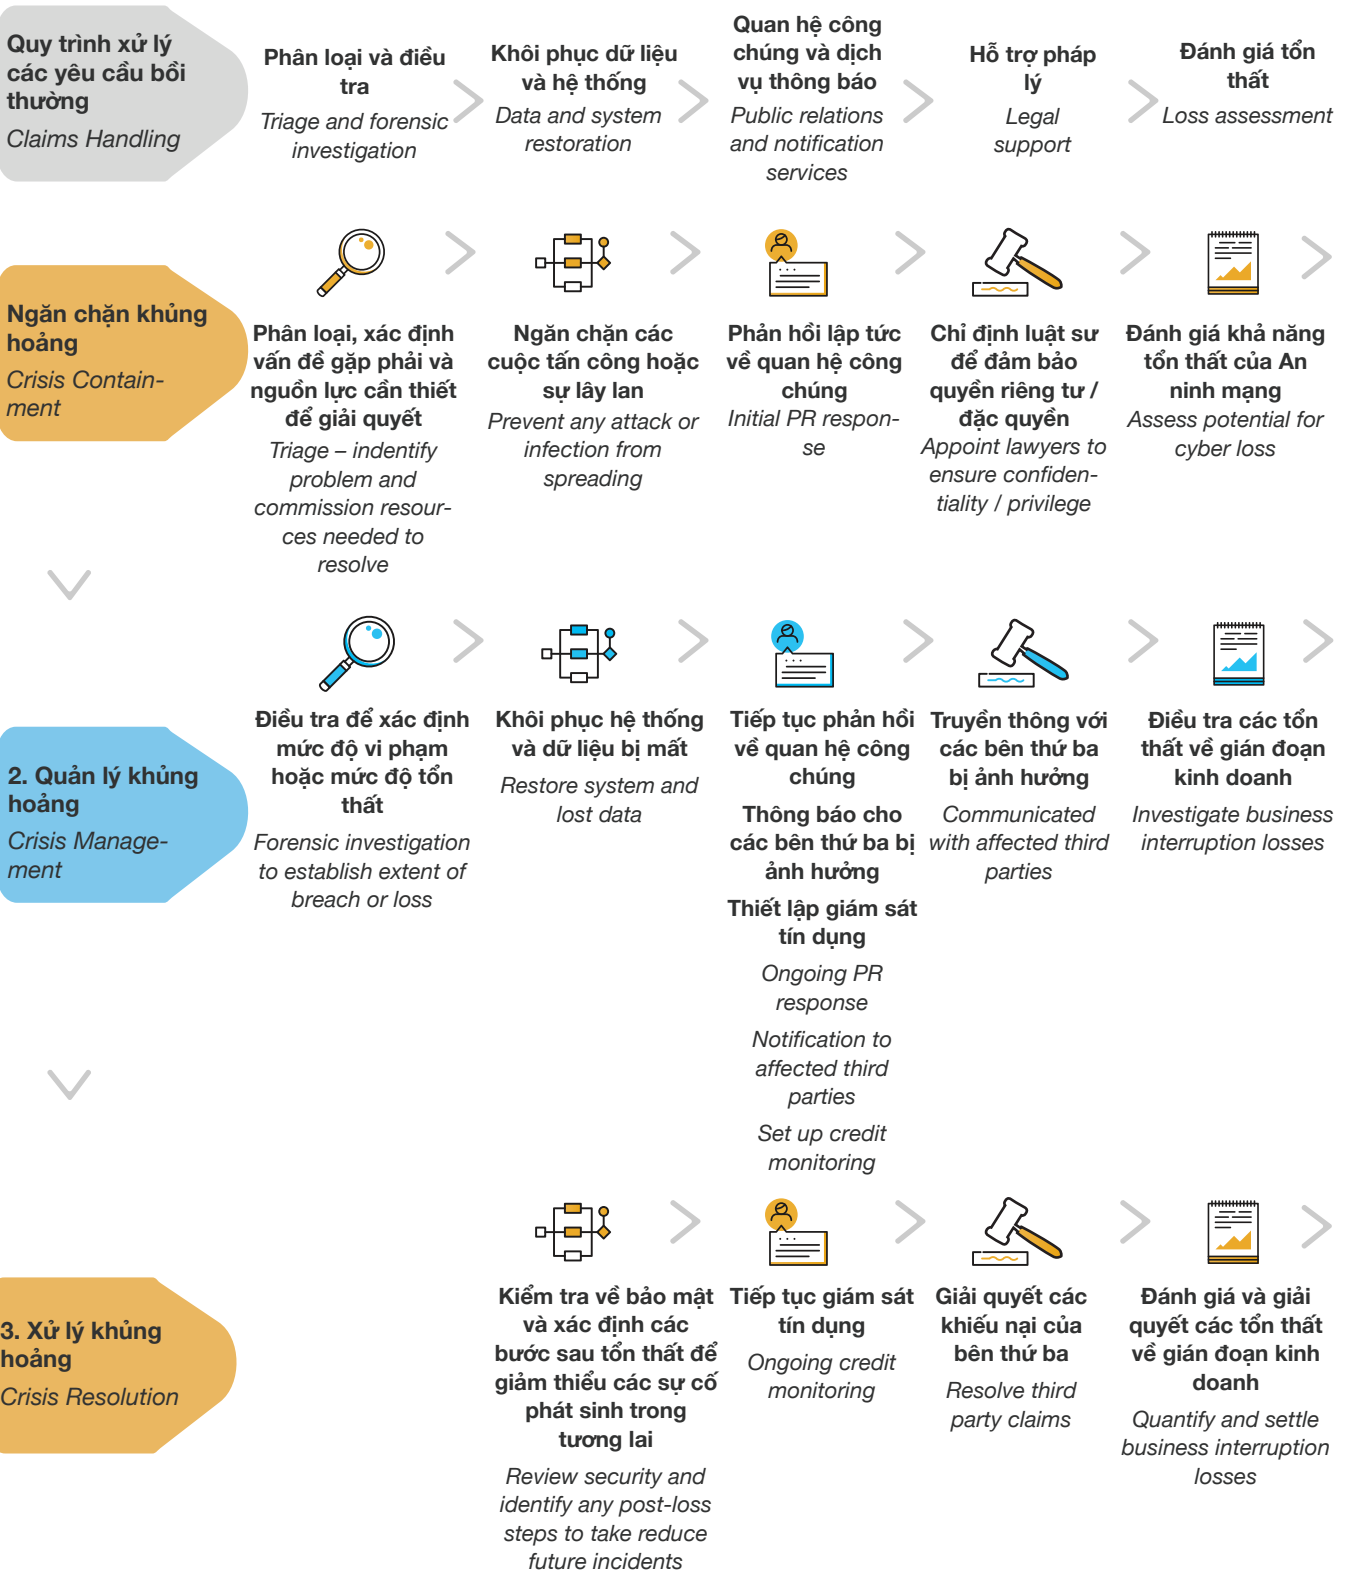 Quy trình xử lý
các yêu cầu bồi
thường
Claims Handling
Phân loại và điều
tra
Triage and forensic
investigation
Khôi phục dữ liệu
và hệ thống
Data and system
restoration
Quan hệ công
chúng và dịch
vụ thông báo
Public relations
and notification
services
Hỗ trợ pháp
lý
Legal
support
Đánh giá tổn
thất
Loss assessment
Ngăn chặn khủng
hoảng
Crisis Contain-
ment
Phân loại, xác định
vấn đề gặp phải và
nguồn lực cần thiết
để giải quyết
Triage – indentify
problem and
commission resour-
ces needed to
resolve
Ngăn chặn các
cuộc tấn công hoặc
sự lây lan
Prevent any attack or
infection from
spreading
Phản hồi lập tức
về quan hệ công
chúng
Initial PR respon-
se
Chỉ định luật sư
để đảm bảo
quyền riêng tư /
đặc quyền
Appoint lawyers to
ensure confiden-
tiality / privilege
Đánh giá khả năng
tổn thất của An
ninh mạng
Assess potential for
cyber loss
2. Quản lý khủng
hoảng
Crisis Manage-
ment
Điều tra để xác định
mức độ vi phạm
hoặc mức độ tổn
thất
Forensic investigation
to establish extent of
breach or loss
Khôi phục hệ thống
và dữ liệu bị mất
Restore system and
lost data
Tiếp tục phản hồi
về quan hệ công
chúng
Thông báo cho
các bên thứ ba bị
ảnh hưởng
Thiết lập giám sát
tín dụng
Ongoing PR
response
Notification to
affected third
parties
Set up credit
monitoring
Truyền thông với
các bên thứ ba
bị ảnh hưởng
Communicated
with affected third
parties
Điều tra các tổn
thất về gián đoạn
kinh doanh
Investigate business
interruption losses
3. Xử lý khủng
hoảng
Crisis Resolution
Kiểm tra về bảo mật
và xác định các
bước sau tổn thất để
giảm thiểu các sự cố
phát sinh trong
tương lai
Review security and
identify any post-loss
steps to take reduce
future incidents
Tiếp tục giám sát
tín dụng
Ongoing credit
monitoring
Giải quyết các
khiếu nại của
bên thứ ba
Resolve third
party claims
Đánh giá và giải
quyết các tổn thất
về gián đoạn kinh
doanh
Quantify and settle
business interruption
losses